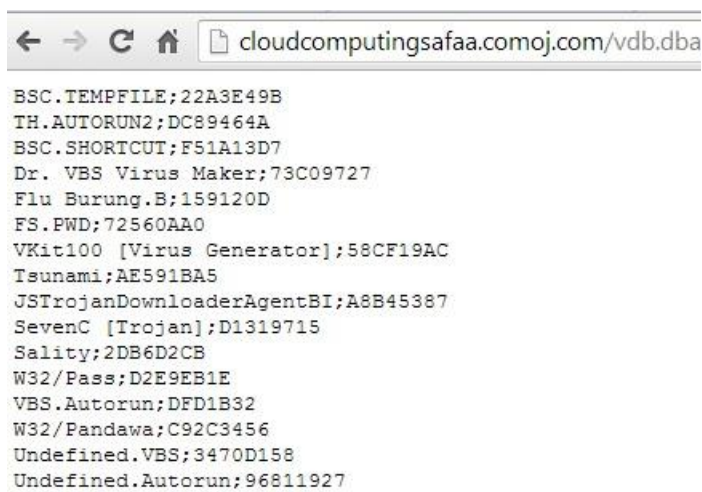 cloudcomputingsafaa.comoj.com/vdb.dba
BSC.TEMPFILE;22A3E49B
TH.AUTORUN2;DC89464A
BSC.SHORTCUT;F51A13D7
Dr. VBS Virus Maker;73C09727
Flu Burung.B;159120D
FS.PWD;72560AA0
VKit100 [Virus Generator];58CF19AC
Tsunami;AE591BA5
JSTrojanDownloaderAgentBI;A8B45387
SevenC [Trojan];D1319715
Sality;2DB6D2CB
W32/Pass;D2E9EB1E
VBS.Autorun;DFD1B32
W32/Pandawa;C92C3456
Undefined.VBS;3470D158
Undefined.Autorun;96811927